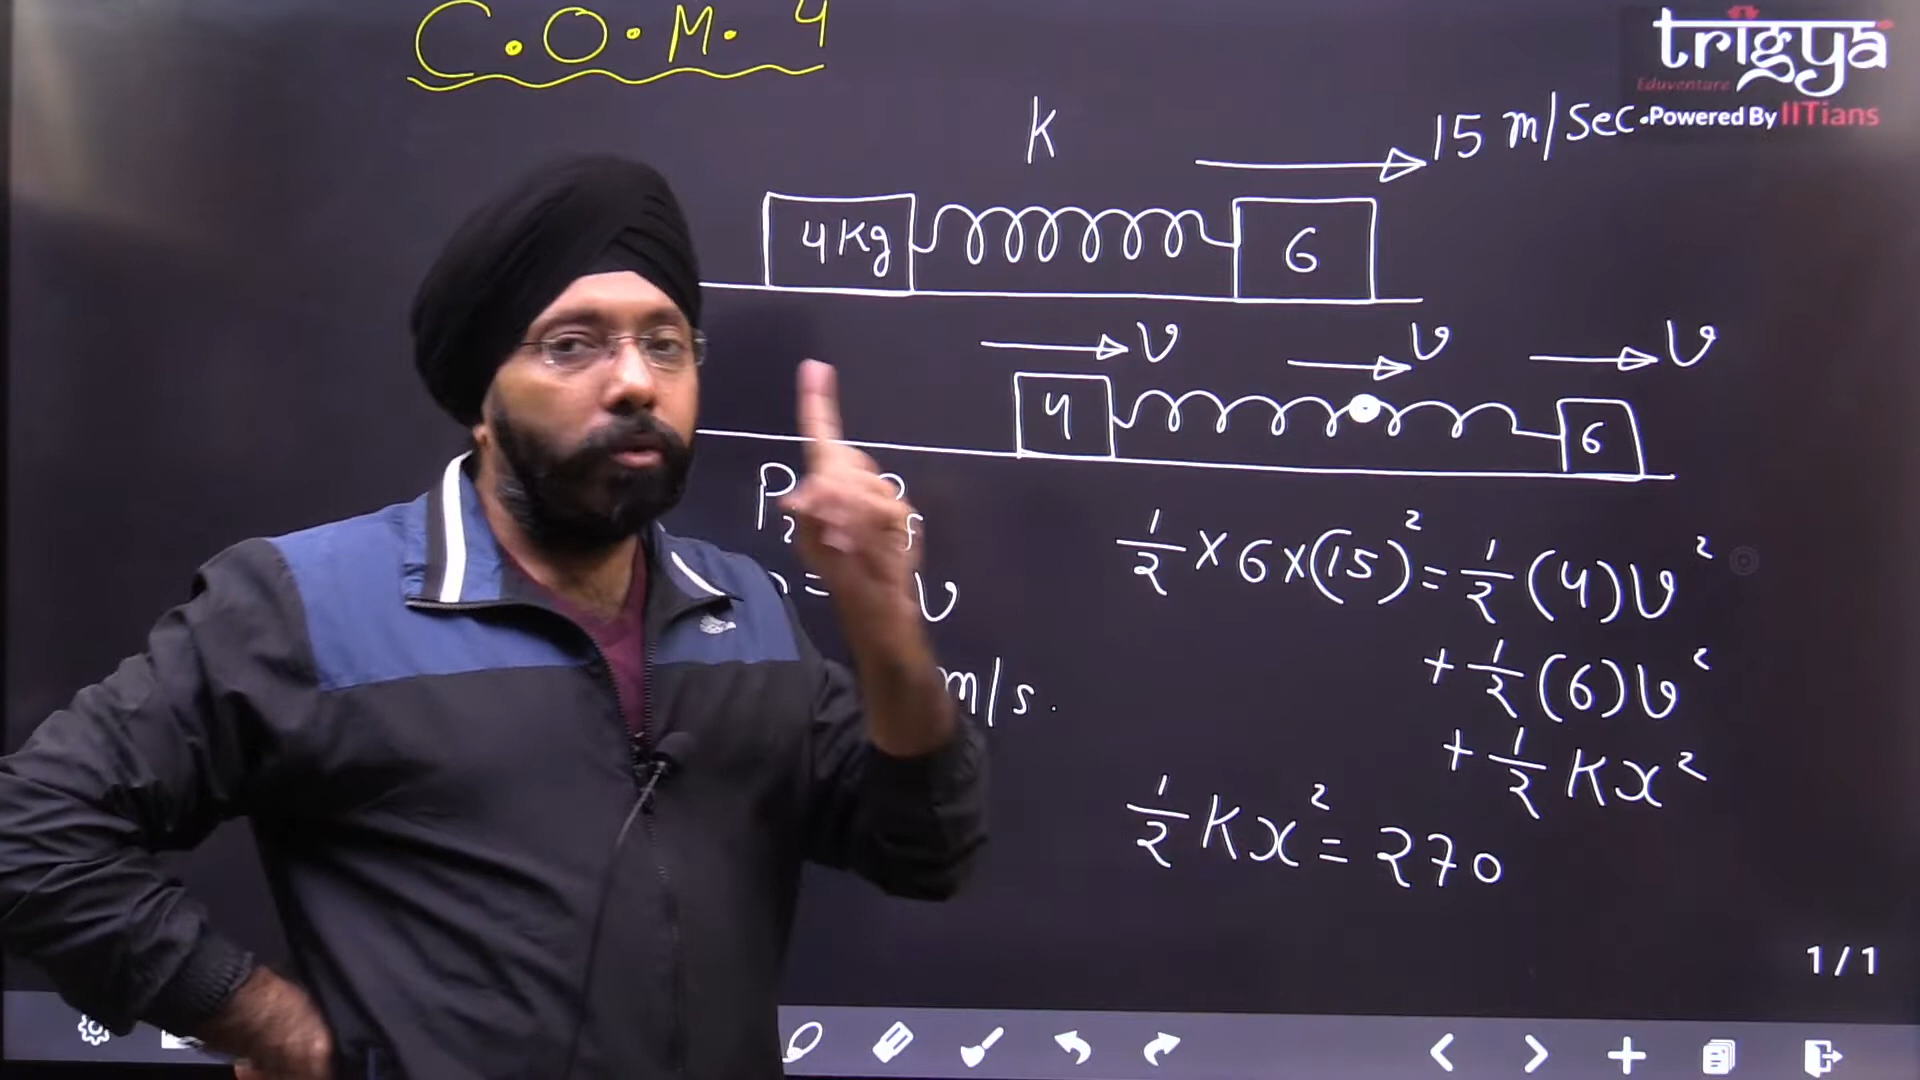 C.O.M. 4
trigya
Eduventure
Powered By IITians
K
15 m/sec.
4Kg
6
v
v
v
4
6
P
2
f
1/2 × 6 × (15)² = 1/2 (4)v²
=
v
+ 1/2 (6)v²
m/s.
+ 1/2 Kx²
1/2 Kx² = 270
1/1